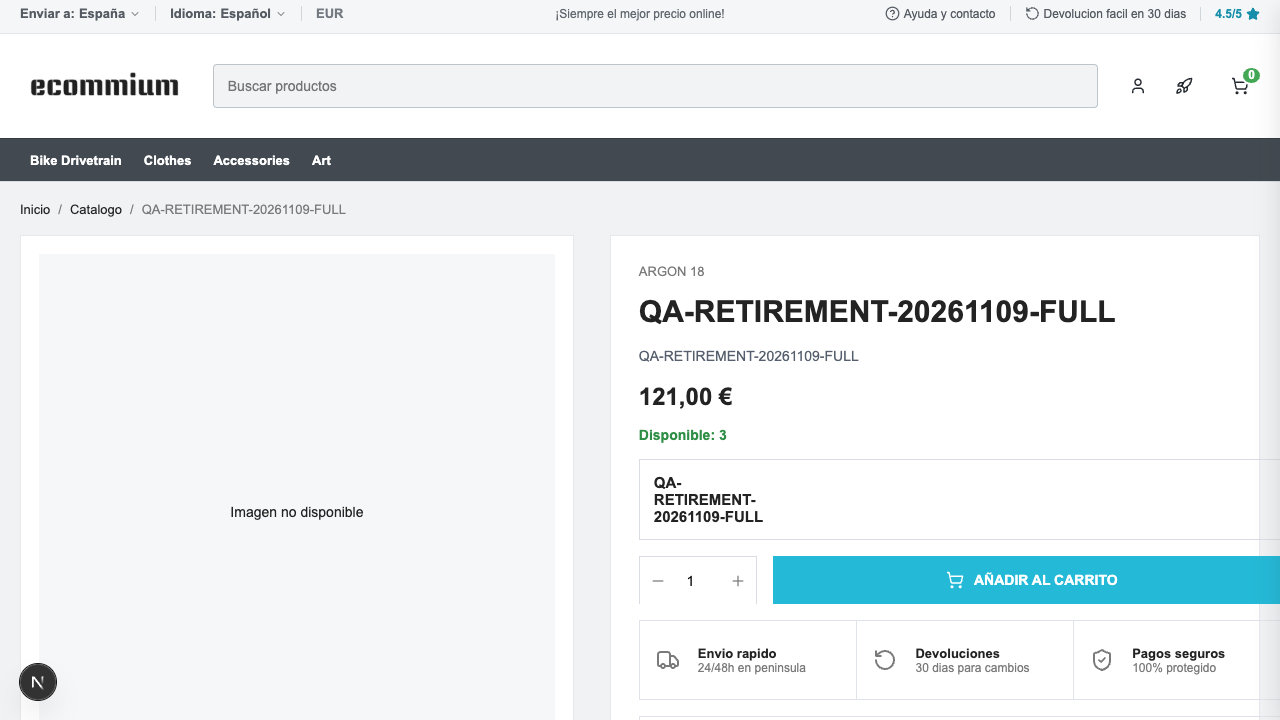 Enviar a: España
Idioma: Español
EUR
¡Siempre el mejor precio online!
Ayuda y contacto
Devolucion facil en 30 dias
4.5/5
ecommium
Buscar productos
0
Bike Drivetrain
Clothes
Accessories
Art
Inicio / Catalogo / QA-RETIREMENT-20261109-FULL
Imagen no disponible
ARGON 18
QA-RETIREMENT-20261109-FULL
QA-RETIREMENT-20261109-FULL
121,00 €
Disponible: 3
QA-
RETIREMENT-
20261109-FULL
1
AÑADIR AL CARRITO
Envio rapido
24/48h en peninsula
Devoluciones
30 dias para cambios
Pagos seguros
100% protegido
N